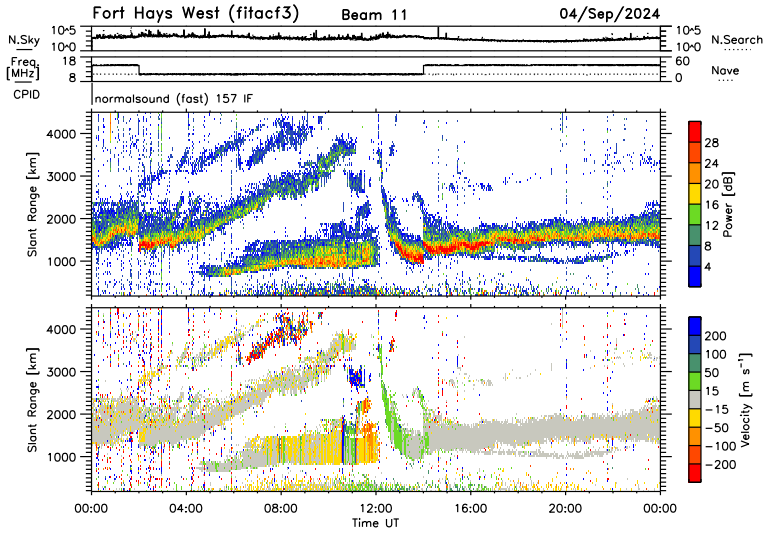 Fort Hays West (fitacf3) Beam 11 04/Sep/2024
N.Sky 10^5 10^0 10^5 10^0 N.Search
Freq. [MHz] 18 8 60 0 Nave
CPID normalsound (fast) 157 IF
Slant Range [km] 4000 3000 2000 1000
Power [dB] 28 24 20 16 12 8 4
Slant Range [km] 4000 3000 2000 1000
Velocity [m s⁻¹] 200 100 50 15 −15 −50 −100 −200
00:00 04:00 08:00 12:00 16:00 20:00 00:00
Time UT